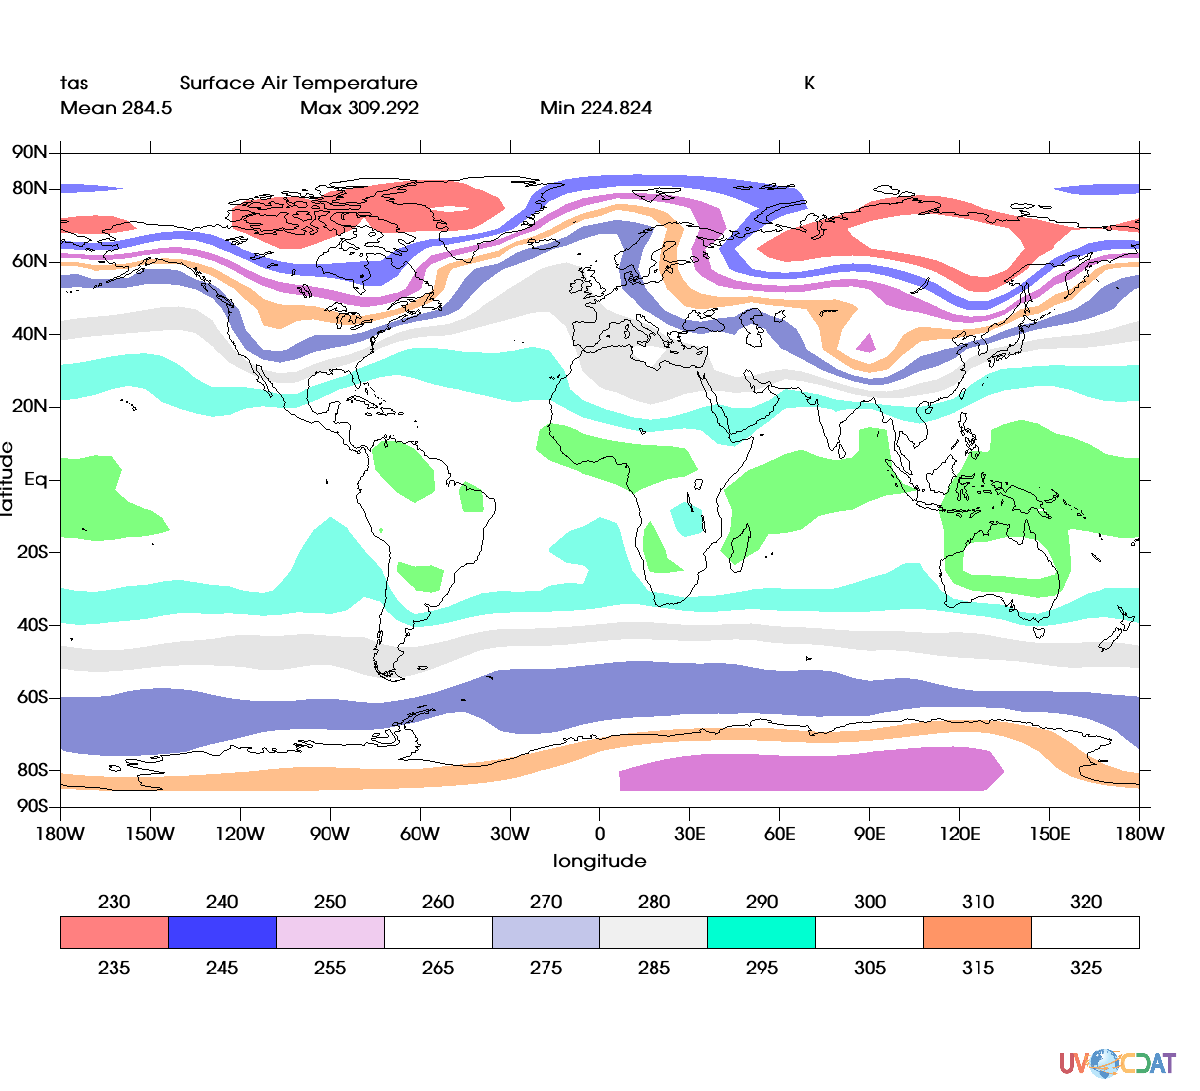 tas Surface Air Temperature K
Mean 284.5 Max 309.292 Min 224.824
90N
80N
60N
40N
20N
Eq
20S
40S
60S
80S
90S
latitude
180W 150W 120W 90W 60W 30W 0 30E 60E 90E 120E 150E 180W
longitude
230 240 250 260 270 280 290 300 310 320
235 245 255 265 275 285 295 305 315 325
UV CDAT